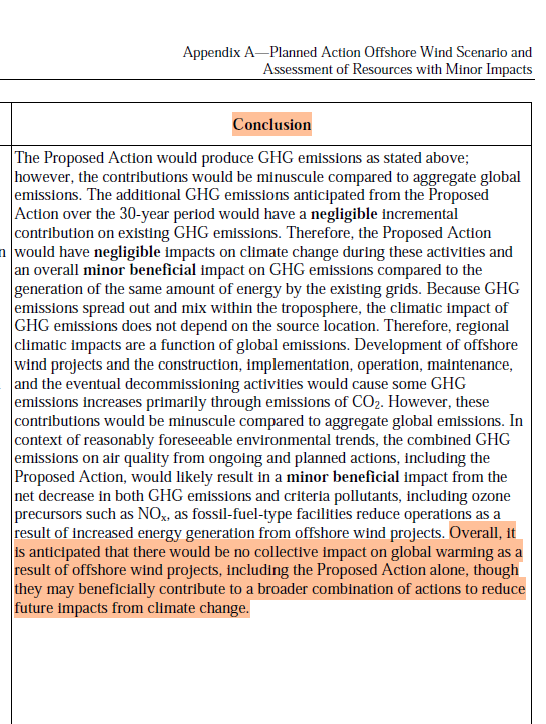 Appendix A—Planned Action Offshore Wind Scenario and
Assessment of Resources with Minor Impacts
Conclusion
The Proposed Action would produce GHG emissions as stated above;
however, the contributions would be minuscule compared to aggregate global
emissions. The additional GHG emissions anticipated from the Proposed
Action over the 30-year period would have a negligible incremental
contribution on existing GHG emissions. Therefore, the Proposed Action
n would have negligible impacts on climate change during these activities and
an overall minor beneficial impact on GHG emissions compared to the
generation of the same amount of energy by the existing grids. Because GHG
emissions spread out and mix within the troposphere, the climatic impact of
GHG emissions does not depend on the source location. Therefore, regional
climatic impacts are a function of global emissions. Development of offshore
wind projects and the construction, implementation, operation, maintenance,
and the eventual decommissioning activities would cause some GHG
emissions increases primarily through emissions of CO₂. However, these
contributions would be minuscule compared to aggregate global emissions. In
context of reasonably foreseeable environmental trends, the combined GHG
emissions on air quality from ongoing and planned actions, including the
Proposed Action, would likely result in a minor beneficial impact from the
net decrease in both GHG emissions and criteria pollutants, including ozone
precursors such as NOₓ, as fossil-fuel-type facilities reduce operations as a
result of increased energy generation from offshore wind projects. Overall, it
is anticipated that there would be no collective impact on global warming as a
result of offshore wind projects, including the Proposed Action alone, though
they may beneficially contribute to a broader combination of actions to reduce
future impacts from climate change.